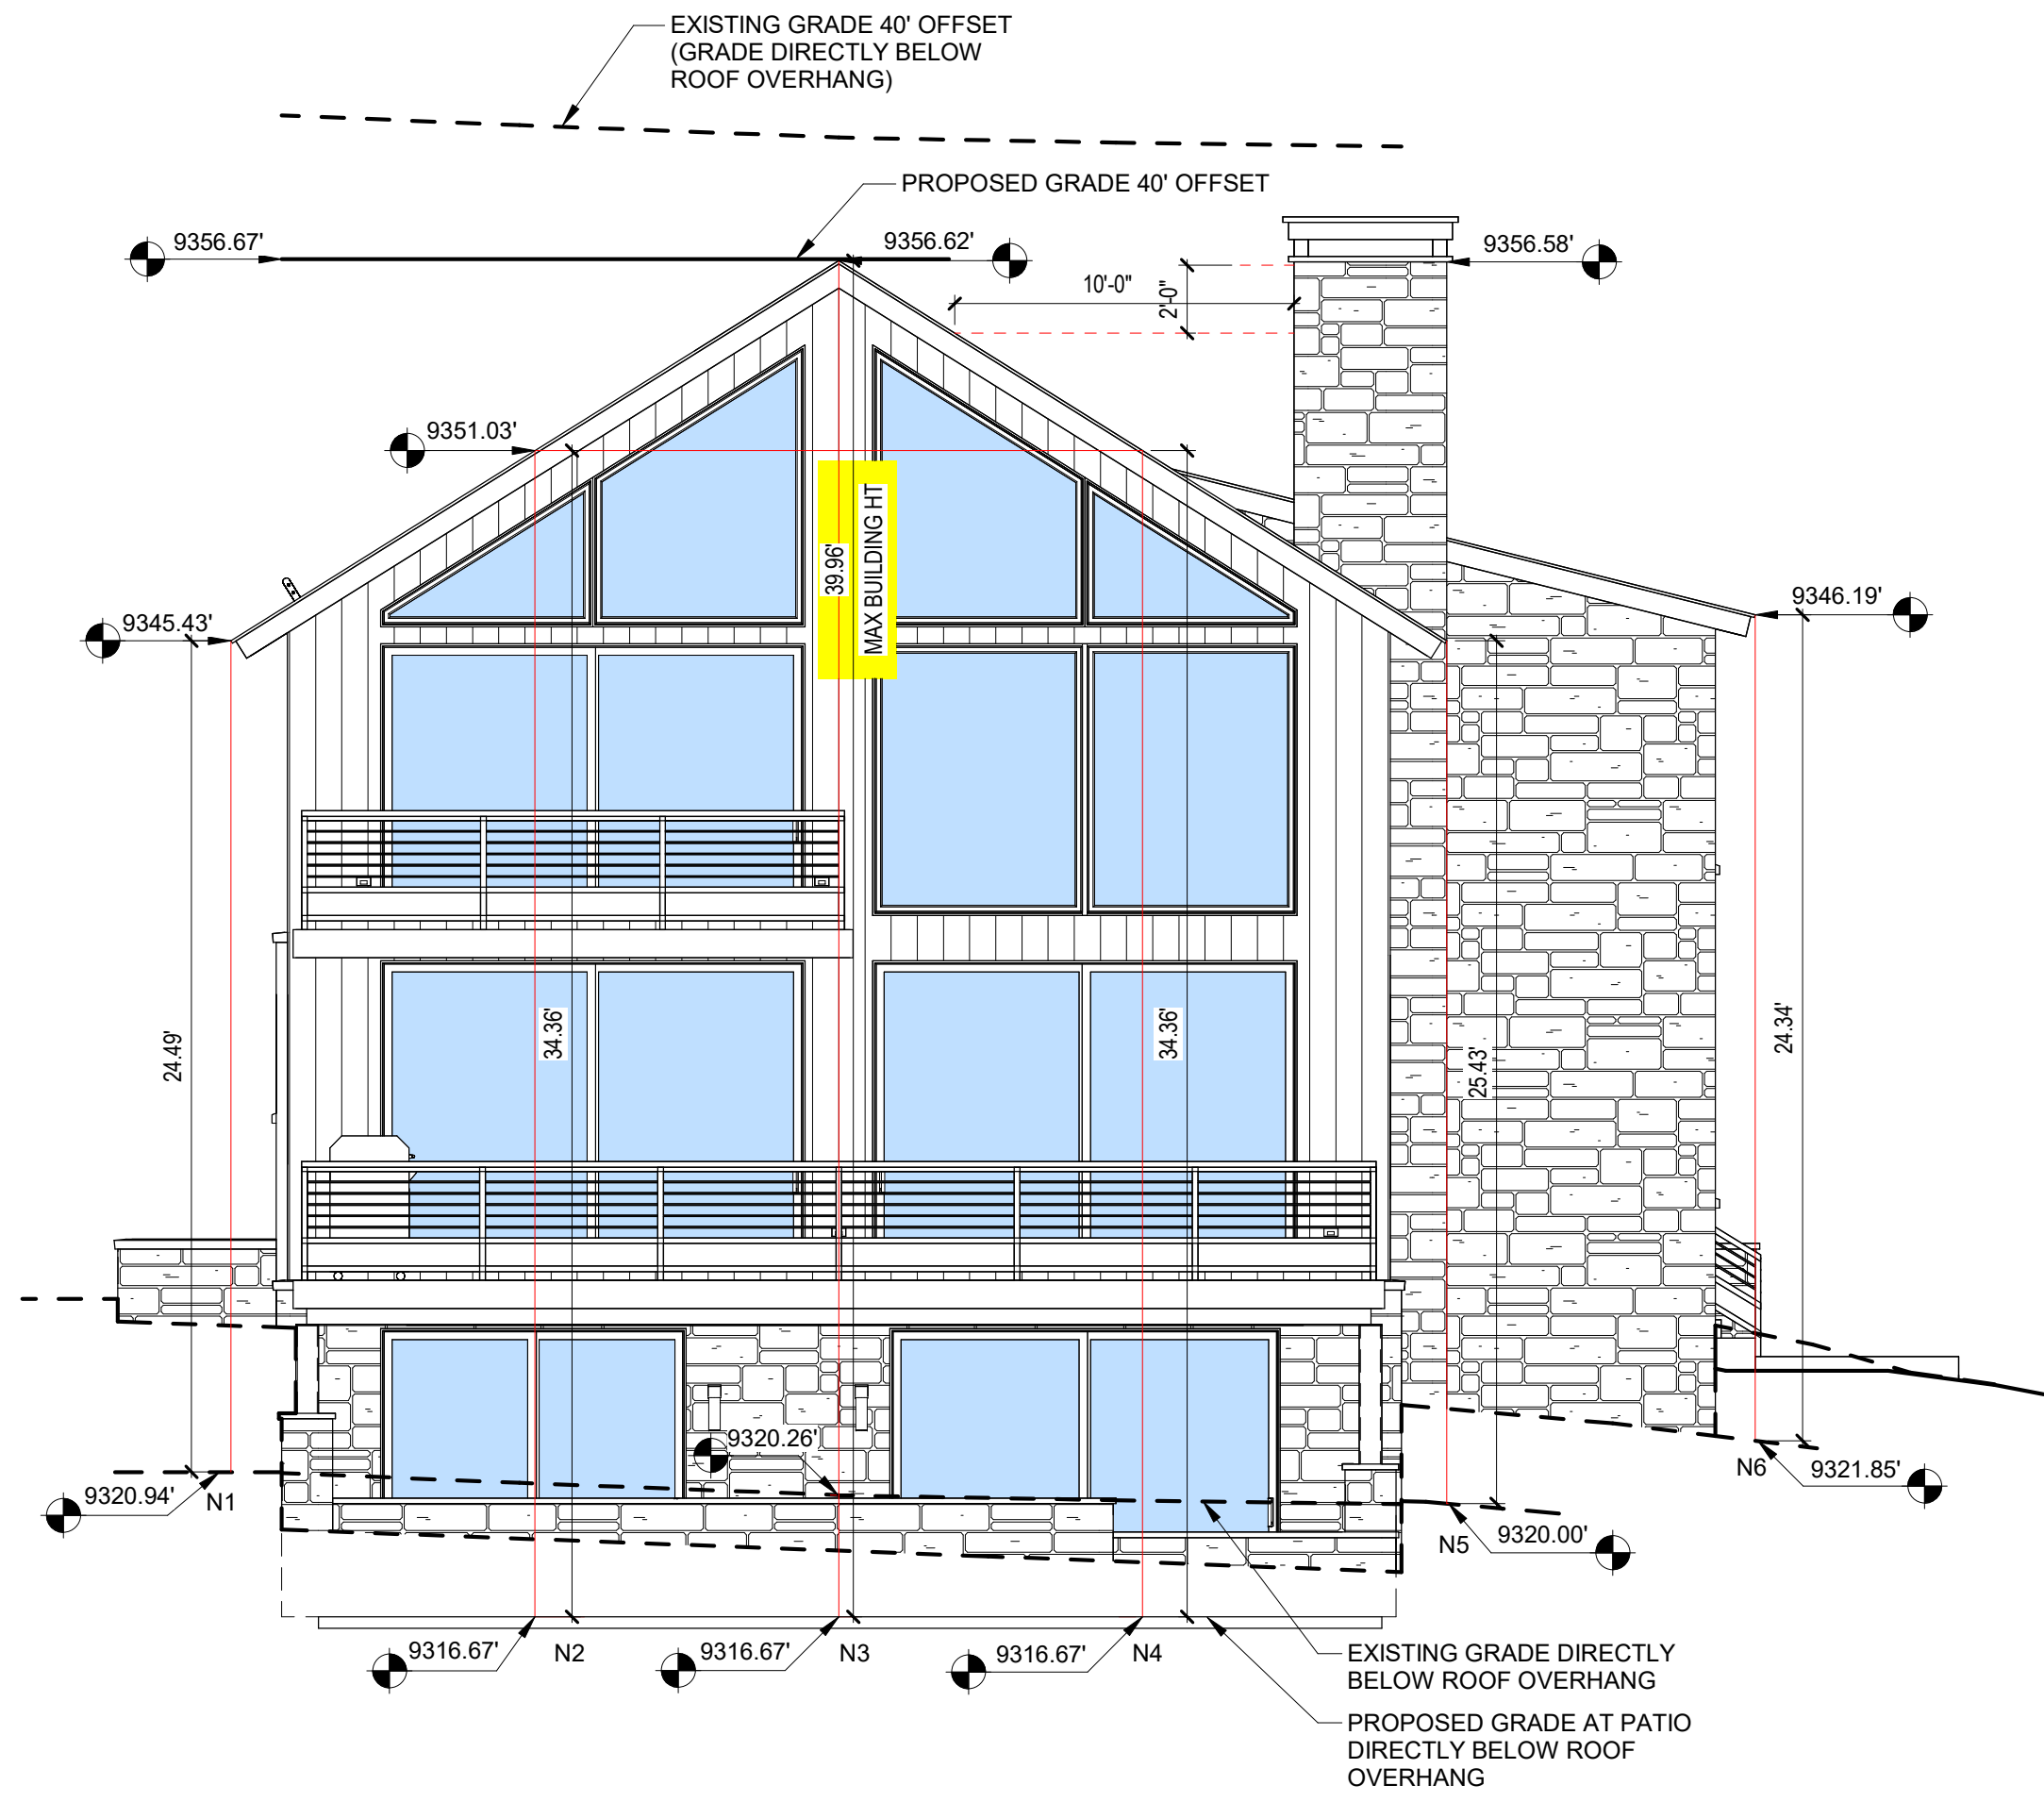 EXISTING GRADE 40' OFFSET
(GRADE DIRECTLY BELOW
ROOF OVERHANG)
PROPOSED GRADE 40' OFFSET
9356.67'
9356.62'
9356.58'
10'-0"
2'-0"
9351.03'
39.96'
MAX BUILDING HT
9345.43'
9346.19'
24.49'
34.36'
34.36'
25.43'
24.34'
9320.26'
9320.94'
N1
N6
9321.85'
N5
9320.00'
9316.67'
N2
9316.67'
N3
9316.67'
N4
EXISTING GRADE DIRECTLY
BELOW ROOF OVERHANG
PROPOSED GRADE AT PATIO
DIRECTLY BELOW ROOF
OVERHANG